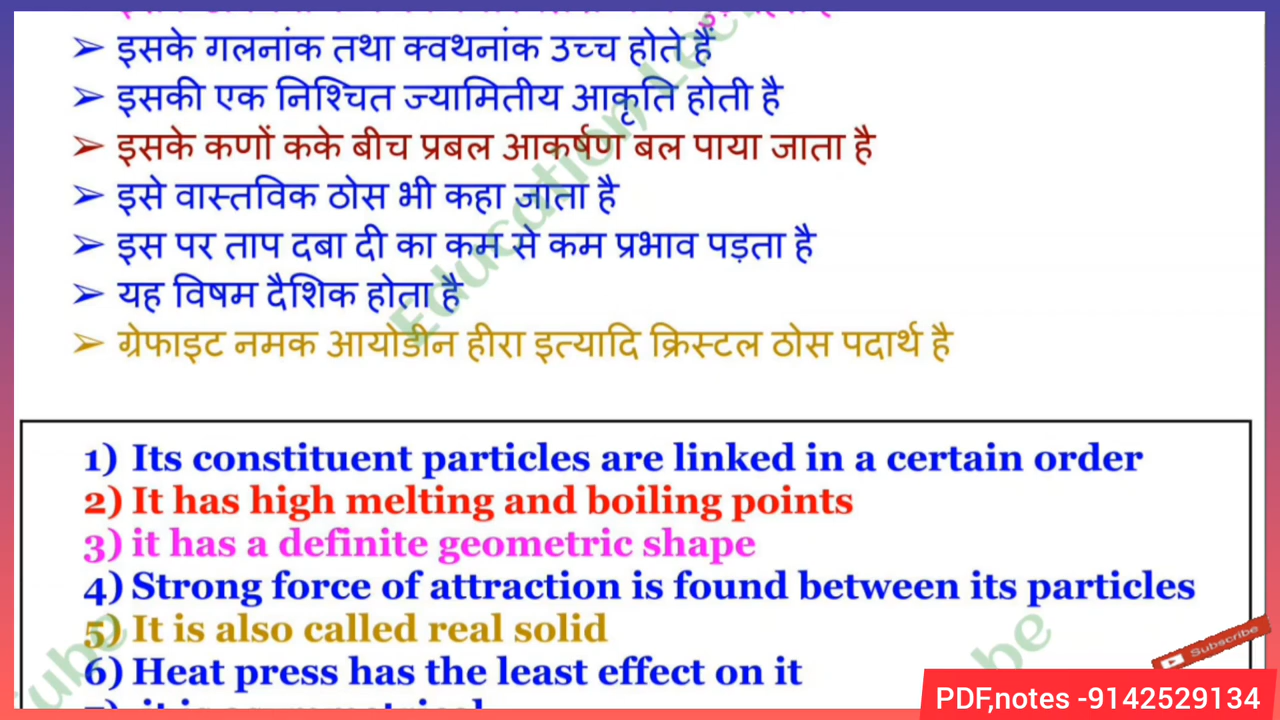 ➢ इसके गलनांक तथा क्वथनांक उच्च होते हैं
➢ इसकी एक निश्चित ज्यामितीय आकृति होती है
➢ इसके कणों कके बीच प्रबल आकर्षण बल पाया जाता है
➢ इसे वास्तविक ठोस भी कहा जाता है
➢ इस पर ताप दबा दी का कम से कम प्रभाव पड़ता है
➢ यह विषम दैशिक होता है
➢ ग्रेफाइट नमक आयोडीन हीरा इत्यादि क्रिस्टल ठोस पदार्थ है
1) Its constituent particles are linked in a certain order
2) It has high melting and boiling points
3) it has a definite geometric shape
4) Strong force of attraction is found between its particles
5) It is also called real solid
6) Heat press has the least effect on it
Education
Subscribe
PDF,notes -9142529134